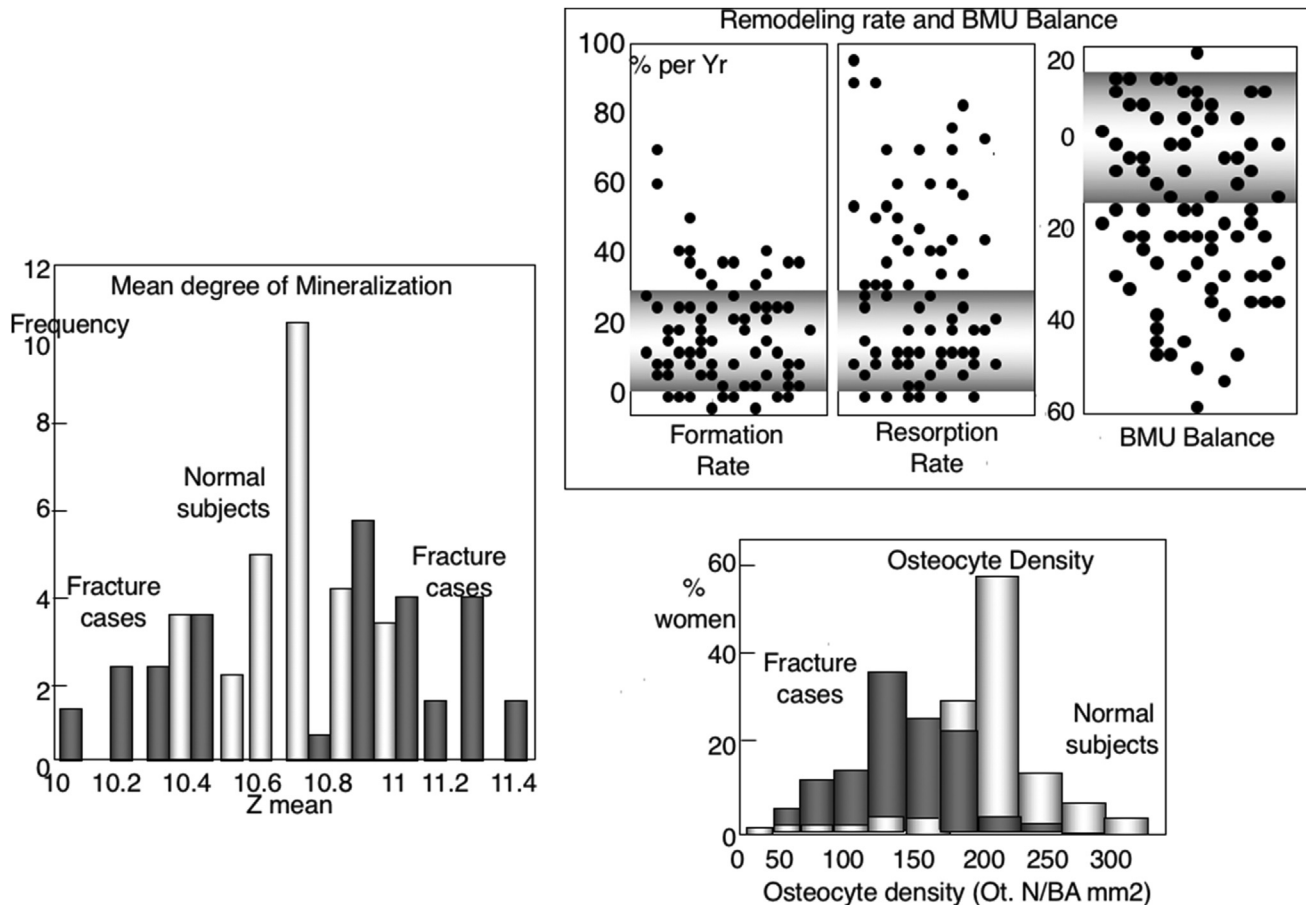 Remodeling rate and BMU Balance
100
80
60
40
20
0
% per Yr
Formation
Rate
Resorption
Rate
20
0
20
40
60
BMU Balance
12
10
8
6
4
2
0
Mean degree of Mineralization
Frequency
Normal
subjects
Fracture
cases
Fracture
cases
10 10.2 10.4 10.6 10.8 11 11.2 11.4
Z mean
60
40
20
0
Osteocyte Density
%
women
Fracture
cases
Normal
subjects
0 50 100 150 200 250 300
Osteocyte density (Ot. N/BA mm2)